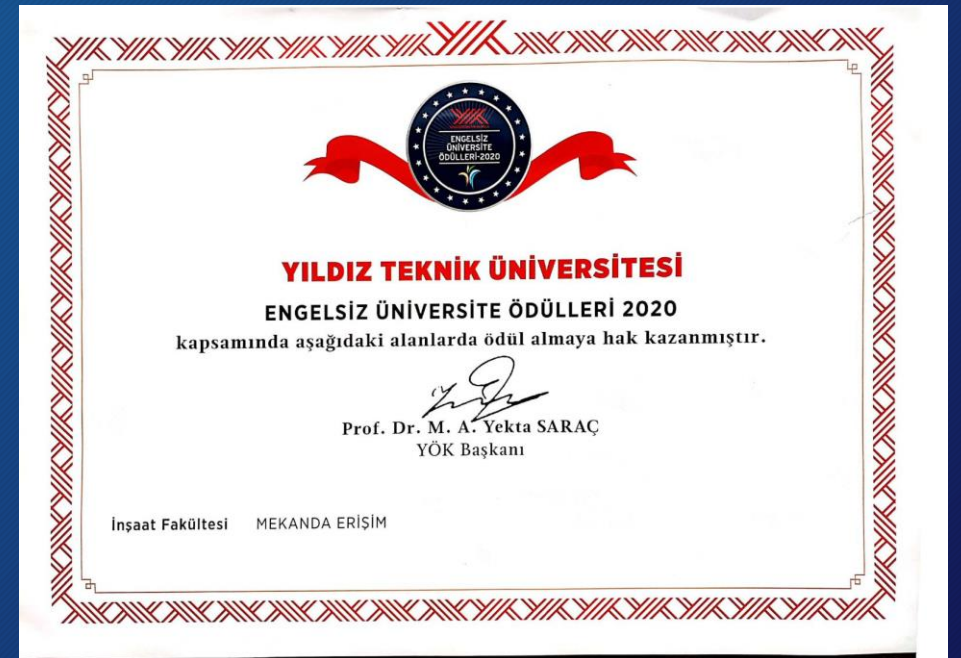 ENGELSİZ
ÜNİVERSİTE
ÖDÜLLERİ-2020
YILDIZ TEKNİK ÜNİVERSİTESİ
ENGELSİZ ÜNİVERSİTE ÖDÜLLERİ 2020
kapsamında aşağıdaki alanlarda ödül almaya hak kazanmıştır.
Prof. Dr. M. A. Yekta SARAÇ
YÖK Başkanı
İnşaat Fakültesi MEKANDA ERİŞİM